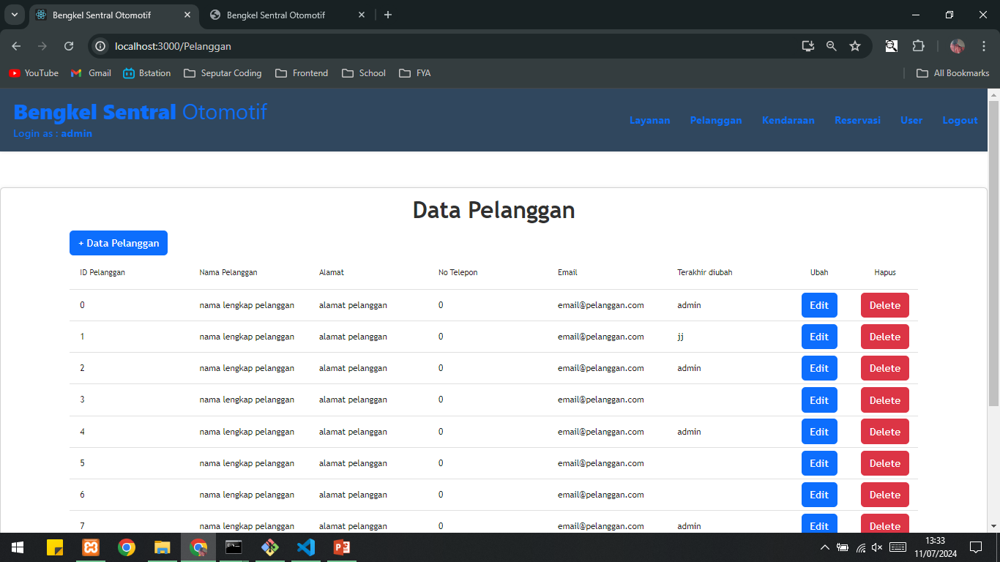 Bengkel Sentral Otomotif
Bengkel Sentral Otomotif
localhost:3000/Pelanggan
YouTube Gmail Bstation Seputar Coding Frontend School FYA All Bookmarks
Bengkel Sentral Otomotif
Login as : admin
Layanan Pelanggan Kendaraan Reservasi User Logout
Data Pelanggan
+ Data Pelanggan
ID Pelanggan Nama Pelanggan Alamat No Telepon Email Terakhir diubah Ubah Hapus
0 nama lengkap pelanggan alamat pelanggan 0 email@pelanggan.com admin Edit Delete
1 nama lengkap pelanggan alamat pelanggan 0 email@pelanggan.com jj Edit Delete
2 nama lengkap pelanggan alamat pelanggan 0 email@pelanggan.com admin Edit Delete
3 nama lengkap pelanggan alamat pelanggan 0 email@pelanggan.com Edit Delete
4 nama lengkap pelanggan alamat pelanggan 0 email@pelanggan.com admin Edit Delete
5 nama lengkap pelanggan alamat pelanggan 0 email@pelanggan.com Edit Delete
6 nama lengkap pelanggan alamat pelanggan 0 email@pelanggan.com Edit Delete
7 nama lengkap pelanggan alamat pelanggan 0 email@pelanggan.com admin Edit Delete
13:33
11/07/2024